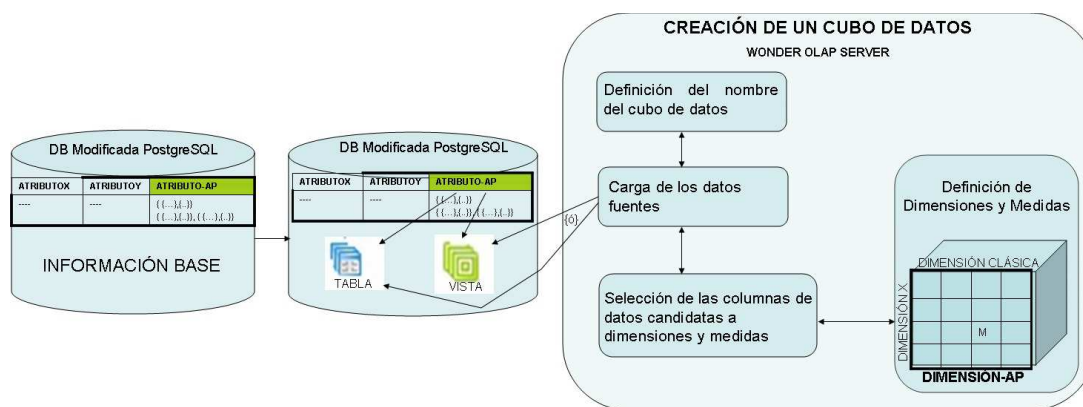 CREACIÓN DE UN CUBO DE DATOS
WONDER OLAP SERVER
Definición del nombre
del cubo de datos
Carga de los datos
fuentes
Selección de las columnas de
datos candidatas a
dimensiones y medidas
Definición de
Dimensiones y Medidas
DIMENSIÓN CLÁSICA
DIMENSIÓN X
M
DIMENSIÓN-AP
DB Modificada PostgreSQL
ATRIBUTOX ATRIBUTOY ATRIBUTO-AP
---- ---- ( (...),(..))
( (...),(..)), ( (...),(..))
INFORMACIÓN BASE
DB Modificada PostgreSQL
ATRIBUTOX ATRIBUTOY ATRIBUTO-AP
---- ---- ( (...),(..))
( (...),(..)), ( (...),(..))
TABLA
VISTA
{ó}